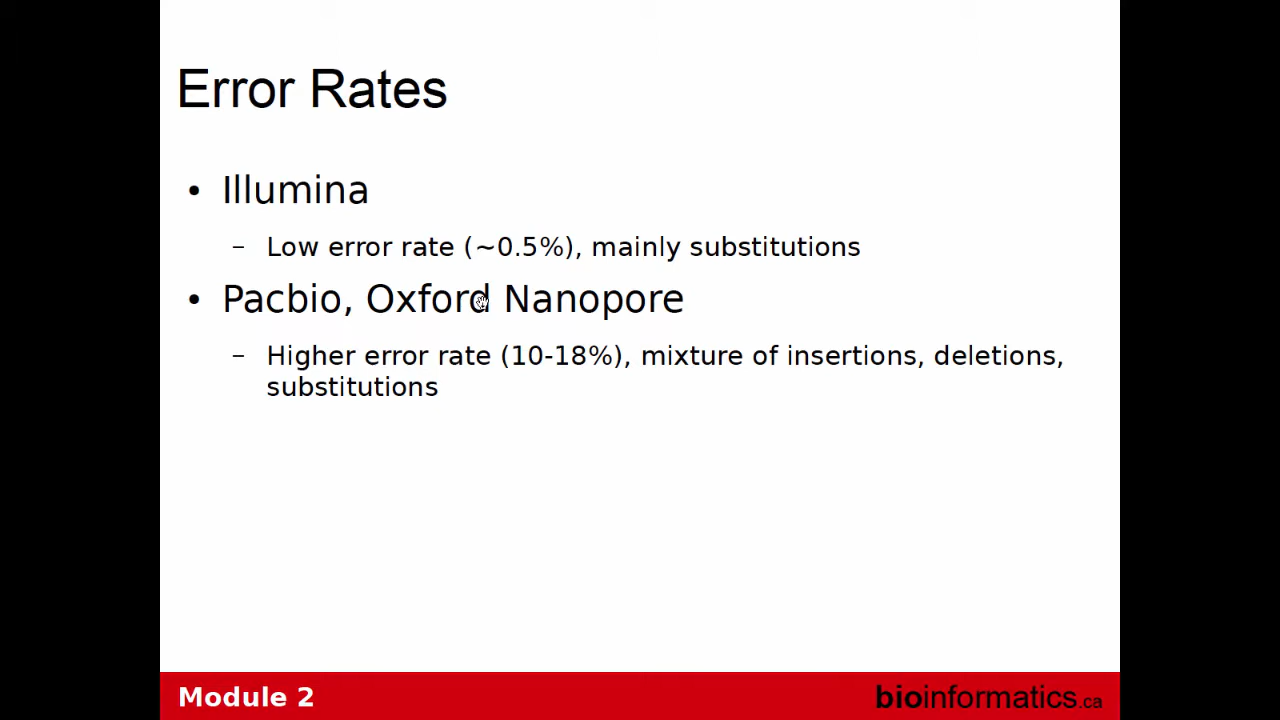 Error Rates
• Illumina
– Low error rate (~0.5%), mainly substitutions
• Pacbio, Oxford Nanopore
– Higher error rate (10-18%), mixture of insertions, deletions,
substitutions
Module 2
bioinformatics.ca